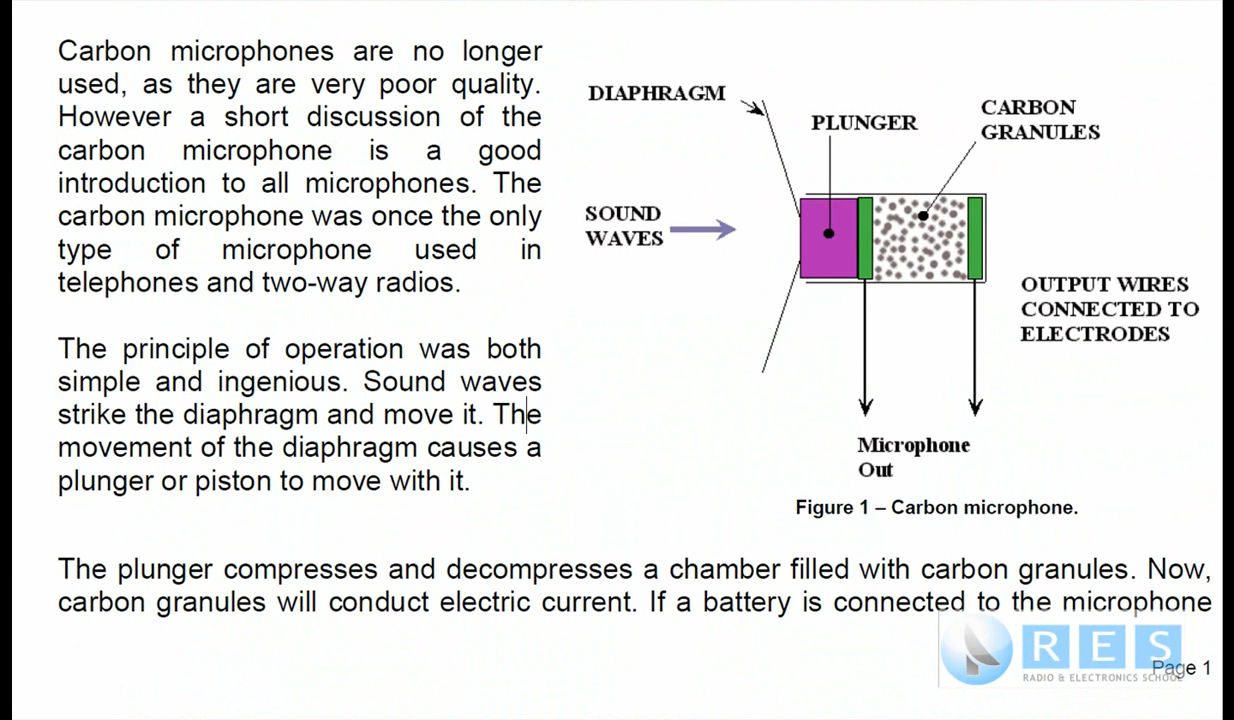 Carbon microphones are no longer
used, as they are very poor quality.
However a short discussion of the
carbon microphone is a good
introduction to all microphones. The
carbon microphone was once the only
type of microphone used in
telephones and two-way radios.
The principle of operation was both
simple and ingenious. Sound waves
strike the diaphragm and move it. The
movement of the diaphragm causes a
plunger or piston to move with it.
DIAPHRAGM
PLUNGER
CARBON
GRANULES
SOUND
WAVES
OUTPUT WIRES
CONNECTED TO
ELECTRODES
Microphone
Out
Figure 1 – Carbon microphone.
The plunger compresses and decompresses a chamber filled with carbon granules. Now,
carbon granules will conduct electric current. If a battery is connected to the microphone
RES
RADIO & ELECTRONICS SCHOOL
Page 1